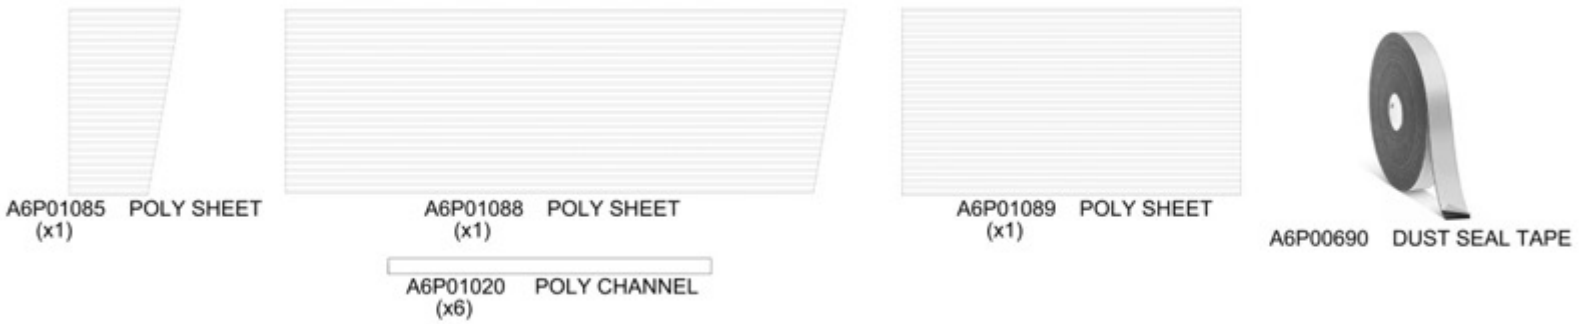 A6P01085 POLY SHEET
(x1)
A6P01088 POLY SHEET
(x1)
A6P01089 POLY SHEET
(x1)
A6P00690 DUST SEAL TAPE
A6P01020 POLY CHANNEL
(x6)